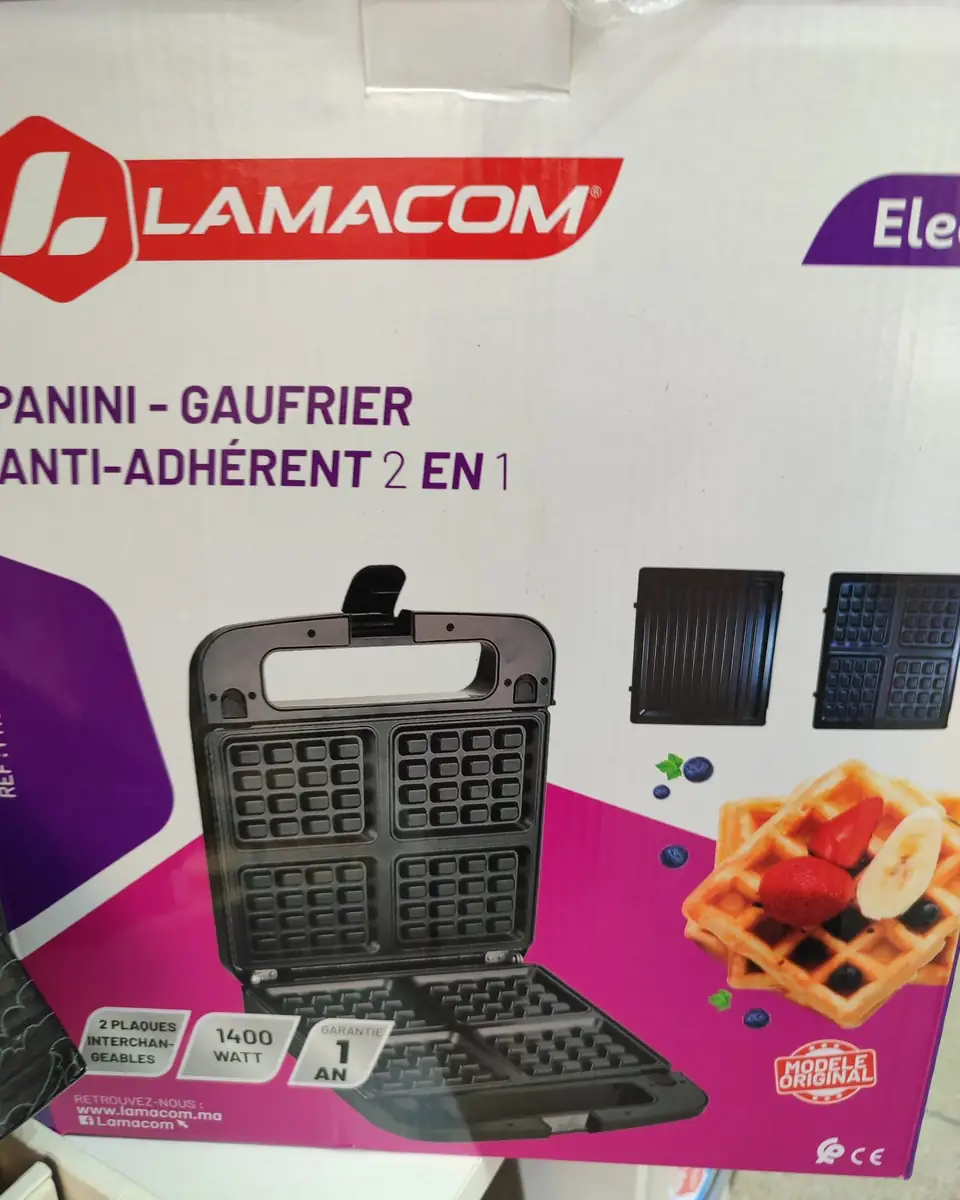 LAMACOM®
Ele
PANINI - GAUFRIER
ANTI-ADHÉRENT 2 EN 1
REF :
2 PLAQUES
INTERCHAN-
GEABLES
1400
WATT
GARANTIE
1
AN
RETROUVEZ-NOUS :
www.lamacom.ma
Lamacom
MODELE
ORIGINAL
CE